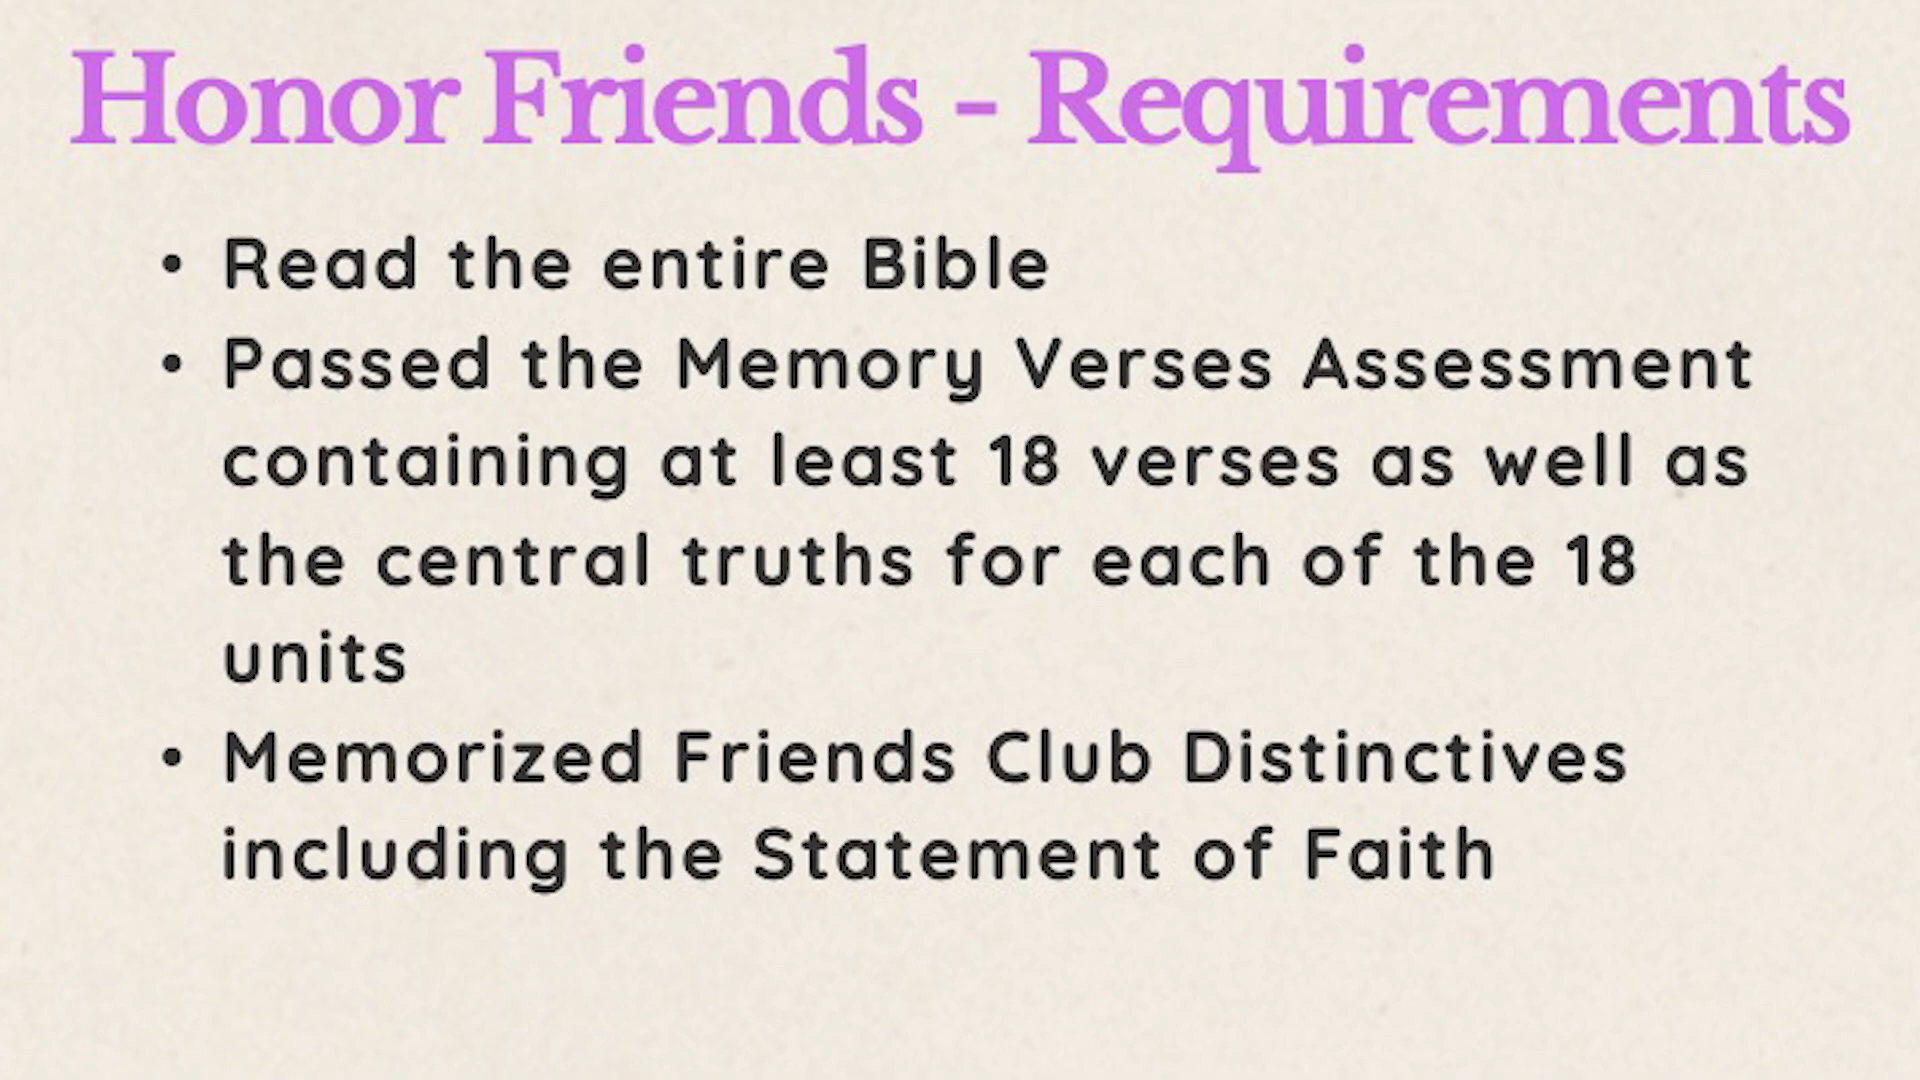 Honor Friends - Requirements
• Read the entire Bible
• Passed the Memory Verses Assessment
containing at least 18 verses as well as
the central truths for each of the 18
units
• Memorized Friends Club Distinctives
including the Statement of Faith